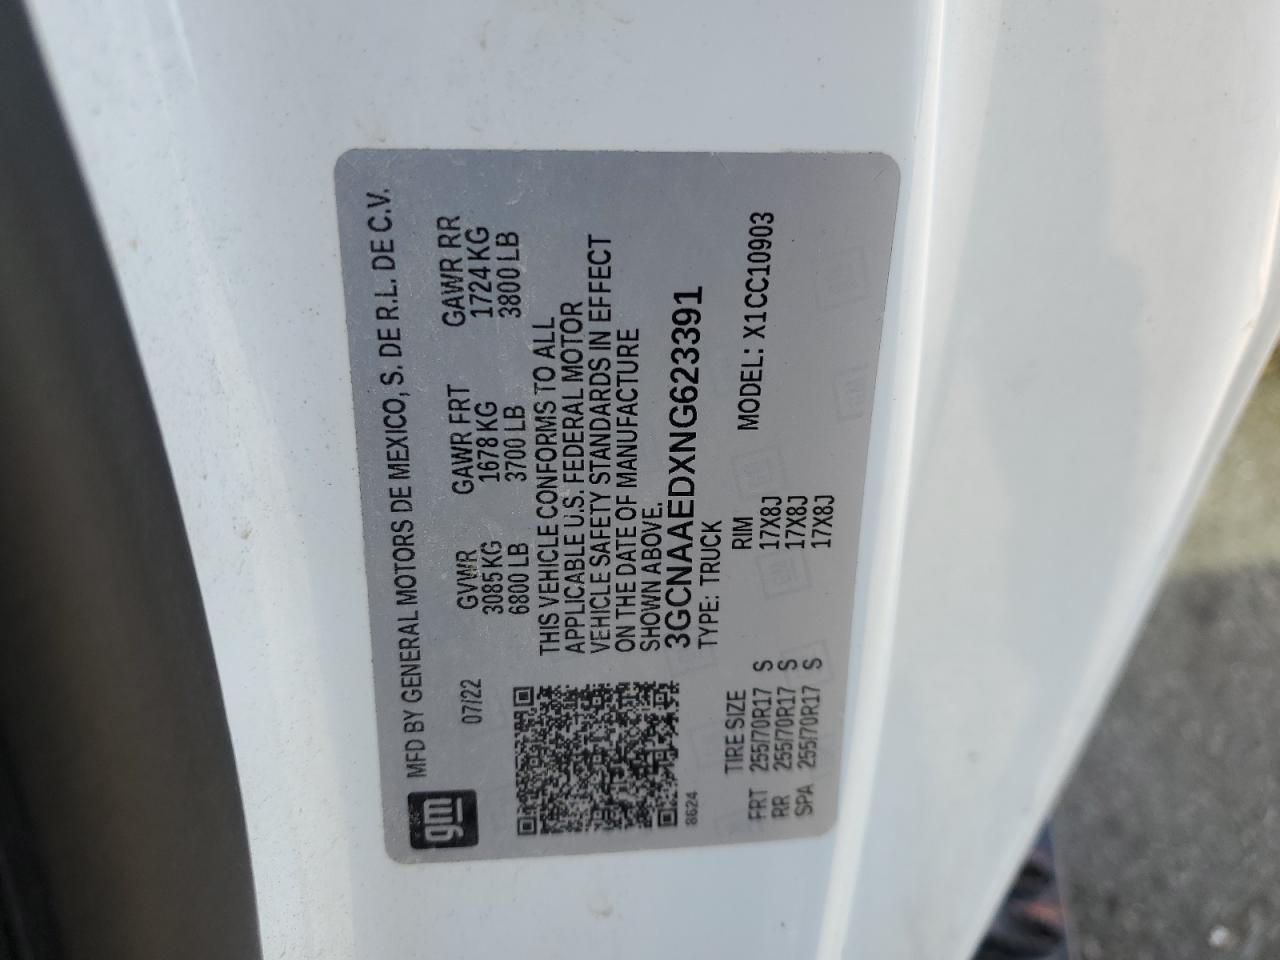 gm MFD BY GENERAL MOTORS DE MEXICO, S. DE R.L. DE C.V.
07/22 GVWR GAWR FRT GAWR RR
3085 KG 1678 KG 1724 KG
6800 LB 3700 LB 3800 LB
THIS VEHICLE CONFORMS TO ALL
APPLICABLE U.S. FEDERAL MOTOR
VEHICLE SAFETY STANDARDS IN EFFECT
ON THE DATE OF MANUFACTURE
SHOWN ABOVE.
3GCNAAEDXNG623391
8624 TYPE: TRUCK
TIRE SIZE RIM MODEL: X1CC10903
FRT 255/70R17 S 17X8J
RR 255/70R17 S 17X8J
SPA 255/70R17 S 17X8J